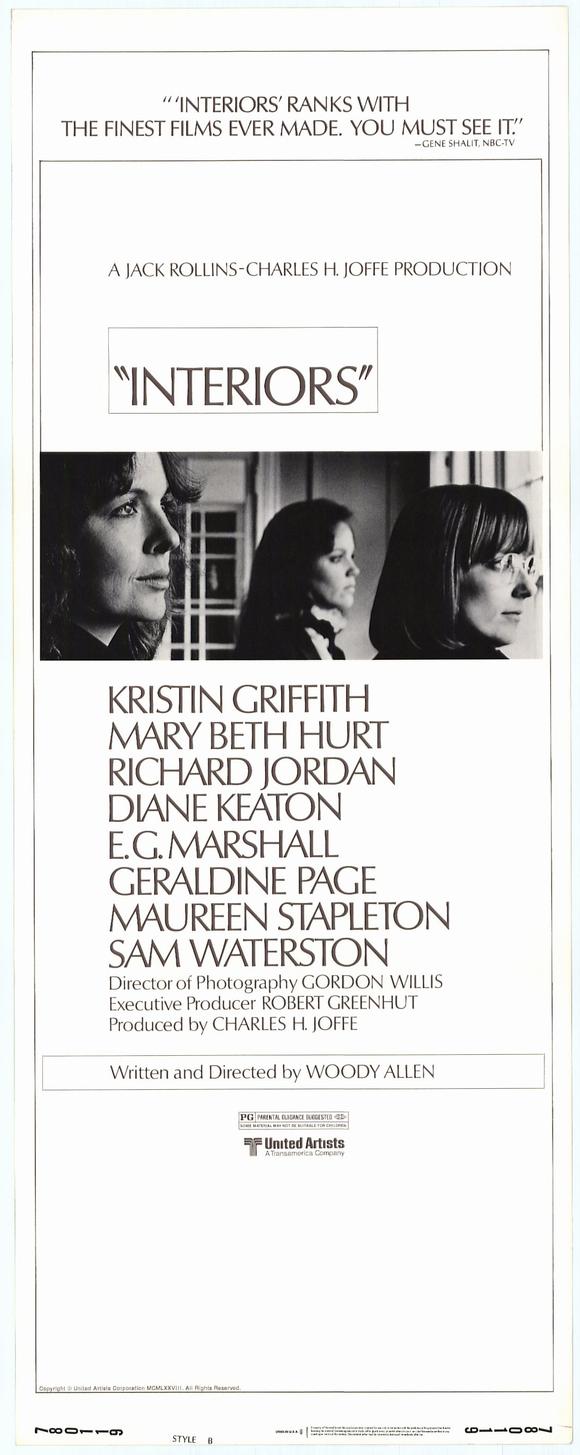 "'INTERIORS' RANKS WITH
THE FINEST FILMS EVER MADE. YOU MUST SEE IT."
—GENE SHALIT, NBC-TV
A JACK ROLLINS-CHARLES H. JOFFE PRODUCTION
"INTERIORS"
KRISTIN GRIFFITH
MARY BETH HURT
RICHARD JORDAN
DIANE KEATON
E.G. MARSHALL
GERALDINE PAGE
MAUREEN STAPLETON
SAM WATERSTON
Director of Photography GORDON WILLIS
Executive Producer ROBERT GREENHUT
Produced by CHARLES H. JOFFE
Written and Directed by WOODY ALLEN
PG PARENTAL GUIDANCE SUGGESTED
SOME MATERIAL MAY NOT BE SUITABLE FOR CHILDREN
United Artists
A Transamerica Company
Copyright © United Artists Corporation MCMLXXVIII. All Rights Reserved.
780119 780119
STYLE B